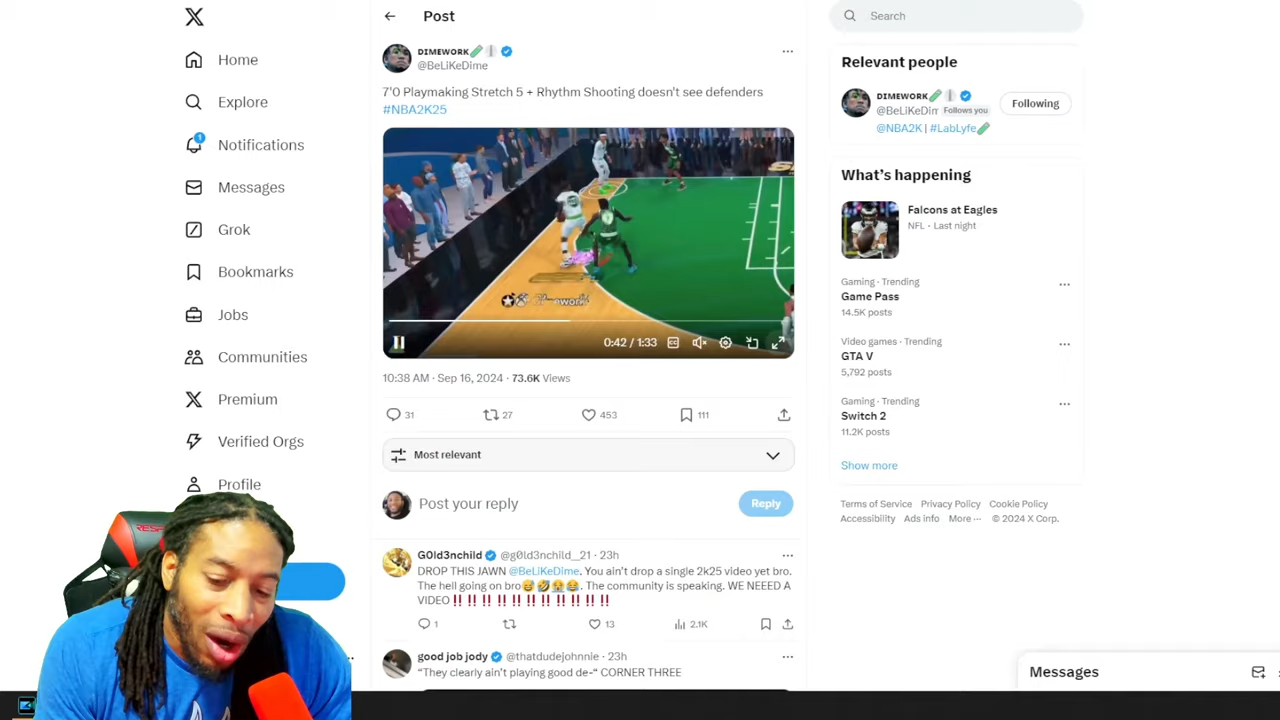 Post
Search
Home
Explore
1
Notifications
Messages
Grok
Bookmarks
Jobs
Communities
Premium
Verified Orgs
Profile
DIMEWORK
@BeLiKeDime
7'0 Playmaking Stretch 5 + Rhythm Shooting doesn't see defenders
#NBA2K25
0:42 / 1:33
10:38 AM · Sep 16, 2024 · 73.6K Views
31
27
453
111
Most relevant
Post your reply
Reply
G0ld3nchild @g0ld3nchild_21 · 23h
DROP THIS JAWN @BeLiKeDime. You ain't drop a single 2k25 video yet bro.
The hell going on bro😅🤣😭😂. The community is speaking. WE NEEED A
VIDEO ‼️‼️‼️‼️‼️‼️‼️‼️‼️‼️‼️
1
13
2.1K
good job jody @thatdudejohnnie · 23h
“They clearly ain't playing good de-“ CORNER THREE
Relevant people
DIMEWORK
@BeLiKeDim Follows you
Following
@NBA2K | #LabLyfe
What's happening
Falcons at Eagles
NFL · Last night
Gaming · Trending
Game Pass
14.5K posts
Video games · Trending
GTA V
5,792 posts
Gaming · Trending
Switch 2
11.2K posts
Show more
Terms of Service Privacy Policy Cookie Policy
Accessibility Ads info More ··· © 2024 X Corp.
Messages